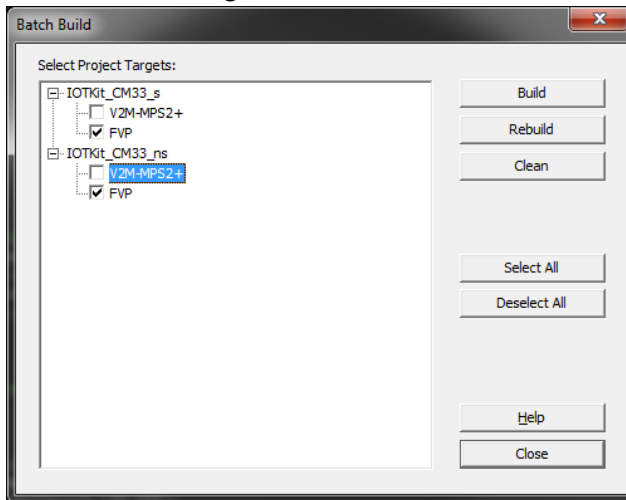 Batch Build
Select Project Targets:
IOTKit_CM33_s
V2M-MPS2+
FVP
IOTKit_CM33_ns
V2M-MPS2+
FVP
Build
Rebuild
Clean
Select All
Deselect All
Help
Close